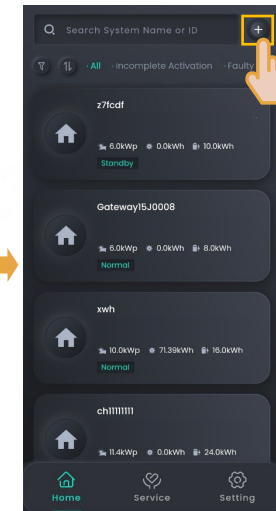 Search System Name or ID
All · Incomplete Activation · Faulty
z7fcdf
6.0kWp 0.0kWh 10.0kWh
Standby
Gateway15J0008
6.0kWp 0.0kWh 8.0kWh
Normal
xwh
10.0kWp 71.39kWh 16.0kWh
Normal
ch11111111
11.4kWp 0.0kWh 24.0kWh
Home Service Setting